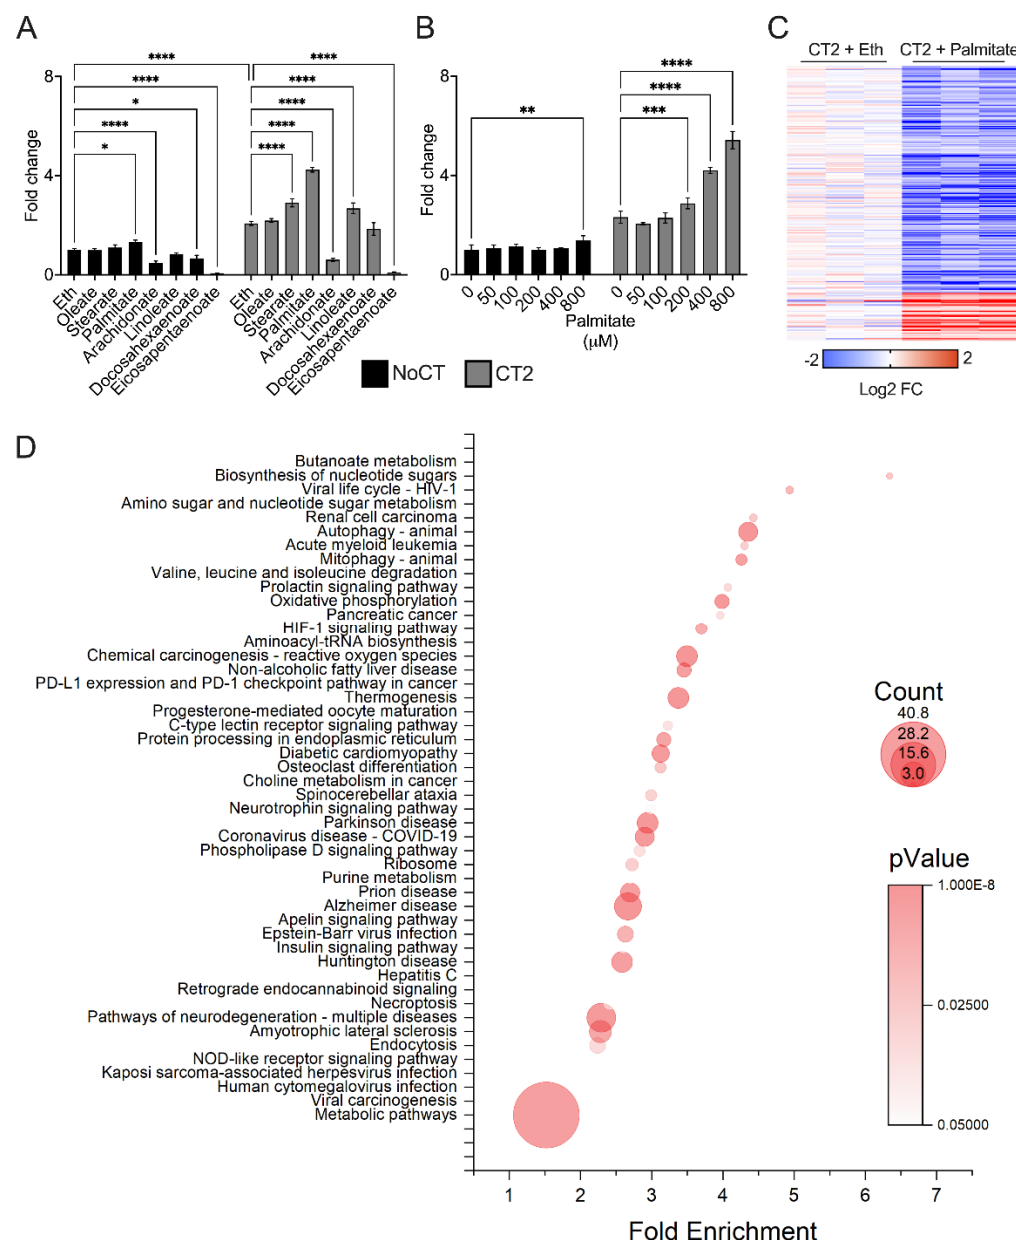 A
B
C
CT2 + Eth
CT2 + Palmitate
8
4
0
Fold change
****
****
****
*
****
*
****
****
****
****
****
Eth
Oleate
Stearate
Palmitate
Arachidonate
Linoleate
Docosahexaenoate
Eicosapentaenoate
Eth
Oleate
Stearate
Palmitate
Arachidonate
Linoleate
Docosahexaenoate
Eicosapentaenoate
8
4
0
Fold change
**
****
****
***
0
50
100
200
400
800
0
50
100
200
400
800
Palmitate
(μM)
NoCT
CT2
-2
2
Log2 FC
D
Butanoate metabolism
Biosynthesis of nucleotide sugars
Viral life cycle - HIV-1
Amino sugar and nucleotide sugar metabolism
Renal cell carcinoma
Autophagy - animal
Acute myeloid leukemia
Mitophagy - animal
Valine, leucine and isoleucine degradation
Prolactin signaling pathway
Oxidative phosphorylation
Pancreatic cancer
HIF-1 signaling pathway
Aminoacyl-tRNA biosynthesis
Chemical carcinogenesis - reactive oxygen species
Non-alcoholic fatty liver disease
PD-L1 expression and PD-1 checkpoint pathway in cancer
Thermogenesis
Progesterone-mediated oocyte maturation
C-type lectin receptor signaling pathway
Protein processing in endoplasmic reticulum
Diabetic cardiomyopathy
Osteoclast differentiation
Choline metabolism in cancer
Spinocerebellar ataxia
Neurotrophin signaling pathway
Parkinson disease
Coronavirus disease - COVID-19
Phospholipase D signaling pathway
Ribosome
Purine metabolism
Prion disease
Alzheimer disease
Apelin signaling pathway
Epstein-Barr virus infection
Insulin signaling pathway
Huntington disease
Hepatitis C
Retrograde endocannabinoid signaling
Necroptosis
Pathways of neurodegeneration - multiple diseases
Amyotrophic lateral sclerosis
Endocytosis
NOD-like receptor signaling pathway
Kaposi sarcoma-associated herpesvirus infection
Human cytomegalovirus infection
Viral carcinogenesis
Metabolic pathways
Count
40.8
28.2
15.6
3.0
pValue
1.000E-8
0.02500
0.05000
1
2
3
4
5
6
7
Fold Enrichment